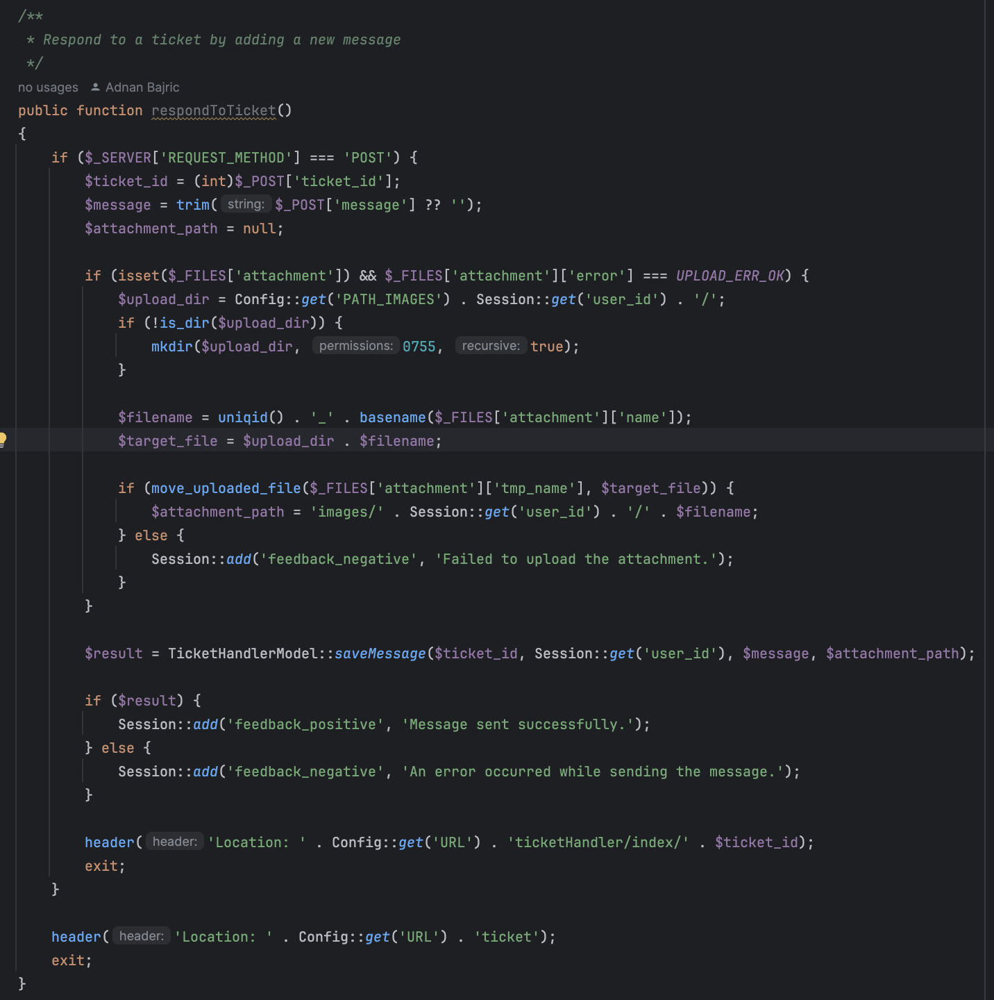 /**
 * Respond to a ticket by adding a new message
 */
no usages Adnan Bajric
public function respondToTicket()
{
    if ($_SERVER['REQUEST_METHOD'] === 'POST') {
        $ticket_id = (int)$_POST['ticket_id'];
        $message = trim( string: $_POST['message'] ?? '');
        $attachment_path = null;

        if (isset($_FILES['attachment']) && $_FILES['attachment']['error'] === UPLOAD_ERR_OK) {
            $upload_dir = Config::get('PATH_IMAGES') . Session::get('user_id') . '/';
            if (!is_dir($upload_dir)) {
                mkdir($upload_dir, permissions: 0755, recursive: true);
            }

            $filename = uniqid() . '_' . basename($_FILES['attachment']['name']);
            $target_file = $upload_dir . $filename;

            if (move_uploaded_file($_FILES['attachment']['tmp_name'], $target_file)) {
                $attachment_path = 'images/' . Session::get('user_id') . '/' . $filename;
            } else {
                Session::add('feedback_negative', 'Failed to upload the attachment.');
            }
        }

        $result = TicketHandlerModel::saveMessage($ticket_id, Session::get('user_id'), $message, $attachment_path);

        if ($result) {
            Session::add('feedback_positive', 'Message sent successfully.');
        } else {
            Session::add('feedback_negative', 'An error occurred while sending the message.');
        }

        header( header: 'Location: ' . Config::get('URL') . 'ticketHandler/index/' . $ticket_id);
        exit;
    }

    header( header: 'Location: ' . Config::get('URL') . 'ticket');
    exit;
}